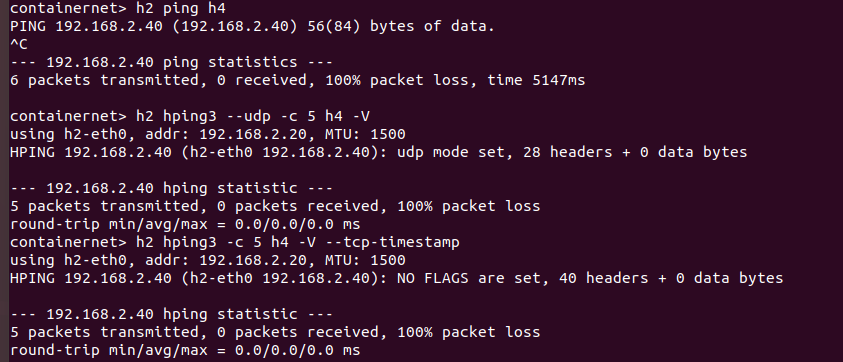 containernet> h2 ping h4
PING 192.168.2.40 (192.168.2.40) 56(84) bytes of data.
^C
--- 192.168.2.40 ping statistics ---
6 packets transmitted, 0 received, 100% packet loss, time 5147ms
containernet> h2 hping3 --udp -c 5 h4 -V
using h2-eth0, addr: 192.168.2.20, MTU: 1500
HPING 192.168.2.40 (h2-eth0 192.168.2.40): udp mode set, 28 headers + 0 data bytes
--- 192.168.2.40 hping statistic ---
5 packets transmitted, 0 packets received, 100% packet loss
round-trip min/avg/max = 0.0/0.0/0.0 ms
containernet> h2 hping3 -c 5 h4 -V --tcp-timestamp
using h2-eth0, addr: 192.168.2.20, MTU: 1500
HPING 192.168.2.40 (h2-eth0 192.168.2.40): NO FLAGS are set, 40 headers + 0 data bytes
--- 192.168.2.40 hping statistic ---
5 packets transmitted, 0 packets received, 100% packet loss
round-trip min/avg/max = 0.0/0.0/0.0 ms